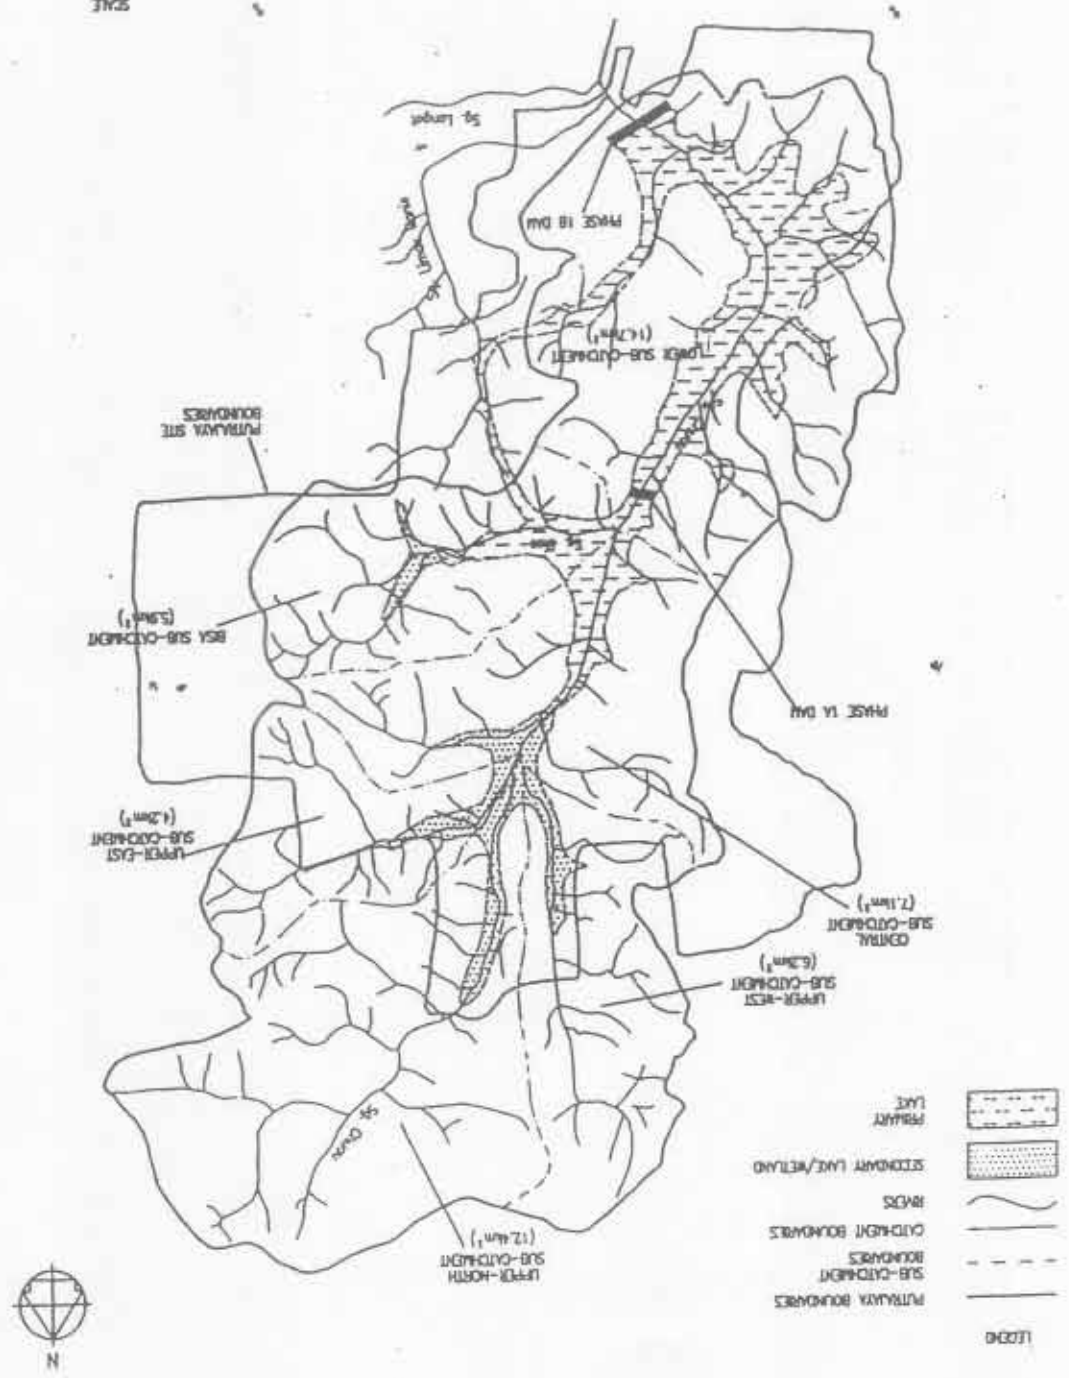 N
LEGEND
PUTRAJAYA BOUNDARIES
SUB-CATCHMENT
BOUNDARIES
CATCHMENT BOUNDARIES
RIVERS
SECONDARY LAKE/WETLAND
PRIMARY
LAKE
UPPER-NORTH
SUB-CATCHMENT
(12.4km²)
Sg. Chuau
UPPER-WEST
SUB-CATCHMENT
(6.2km²)
CENTRAL
SUB-CATCHMENT
(7.1km²)
UPPER-EAST
SUB-CATCHMENT
(4.2km²)
PHASE 1A DAM
BISA SUB-CATCHMENT
(5.9km²)
PUTRAJAYA SITE
BOUNDARIES
LOWER SUB-CATCHMENT
(14.7km²)
PHASE 1B DAM
Sg. Limau
Sg. Langat
SCALE